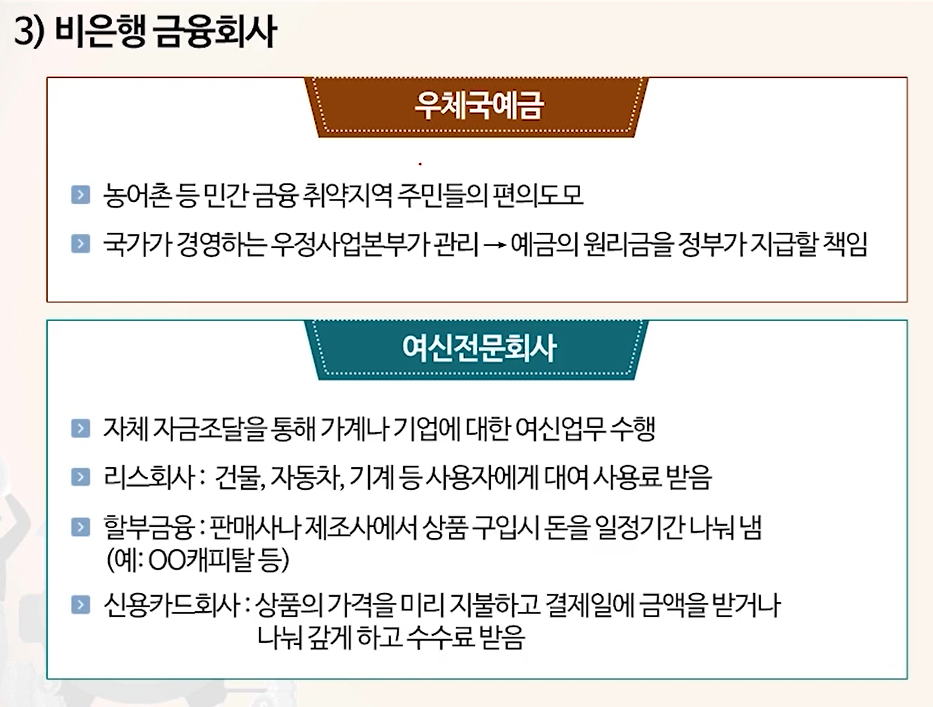 3) 비은행 금융회사
우체국예금
농어촌 등 민간 금융 취약지역 주민들의 편의도모
국가가 경영하는 우정사업본부가 관리 → 예금의 원리금을 정부가 지급할 책임
여신전문회사
자체 자금조달을 통해 가계나 기업에 대한 여신업무 수행
리스회사 : 건물, 자동차, 기계 등 사용자에게 대여 사용료 받음
할부금융 : 판매사나 제조사에서 상품 구입시 돈을 일정기간 나눠 냄
(예: OO캐피탈 등)
신용카드회사 : 상품의 가격을 미리 지불하고 결제일에 금액을 받거나
나눠 갚게 하고 수수료 받음